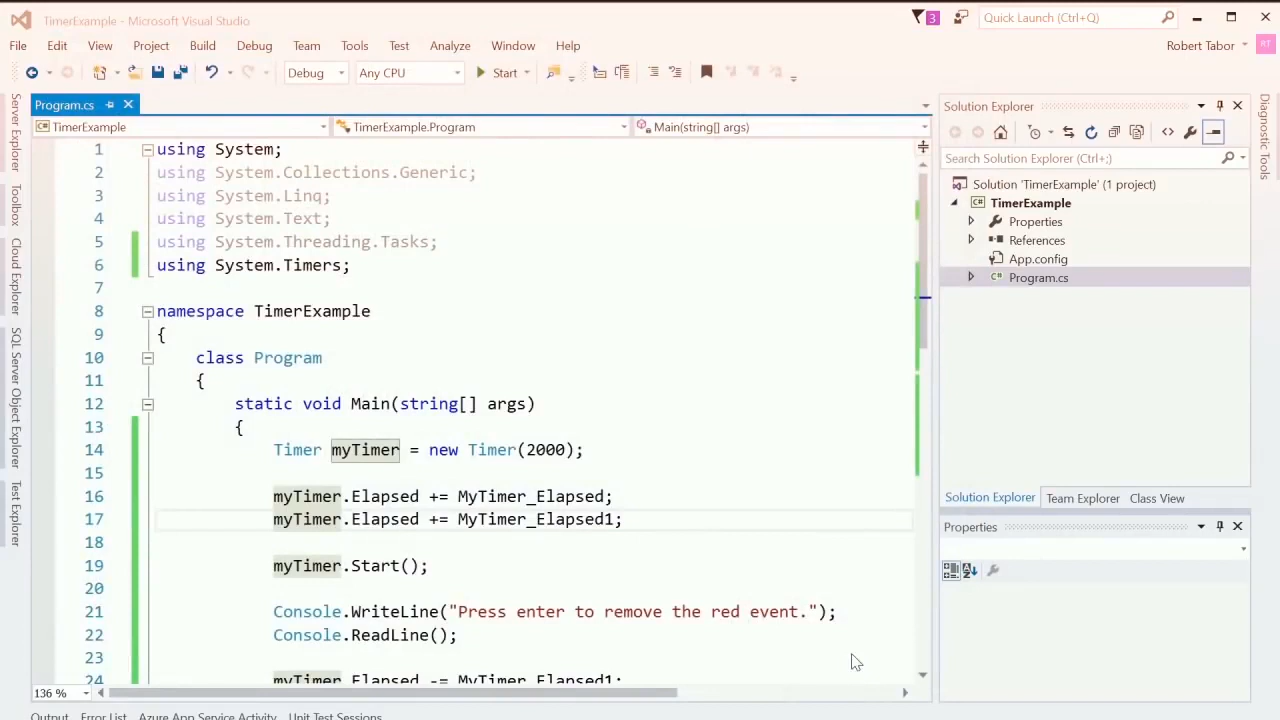 TimerExample - Microsoft Visual Studio
3
Quick Launch (Ctrl+Q)
File Edit View Project Build Debug Team Tools Test Analyze Window Help
Robert Tabor
RT
Debug
Any CPU
Start
Server Explorer
Toolbox
Cloud Explorer
SQL Server Object Explorer
Test Explorer
Program.cs
TimerExample
TimerExample.Program
Main(string[] args)
1 using System;
2 using System.Collections.Generic;
3 using System.Linq;
4 using System.Text;
5 using System.Threading.Tasks;
6 using System.Timers;
7
8 namespace TimerExample
9 {
10 class Program
11 {
12 static void Main(string[] args)
13 {
14 Timer myTimer = new Timer(2000);
15
16 myTimer.Elapsed += MyTimer_Elapsed;
17 myTimer.Elapsed += MyTimer_Elapsed1;
18
19 myTimer.Start();
20
21 Console.WriteLine("Press enter to remove the red event.");
22 Console.ReadLine();
23
24 myTimer.Elapsed -= MyTimer_Elapsed1;
136 %
Output Error List Azure App Service Activity Unit Test Sessions
Solution Explorer
Search Solution Explorer (Ctrl+;)
Solution 'TimerExample' (1 project)
C# TimerExample
Properties
References
App.config
C# Program.cs
Solution Explorer Team Explorer Class View
Properties
Diagnostic Tools